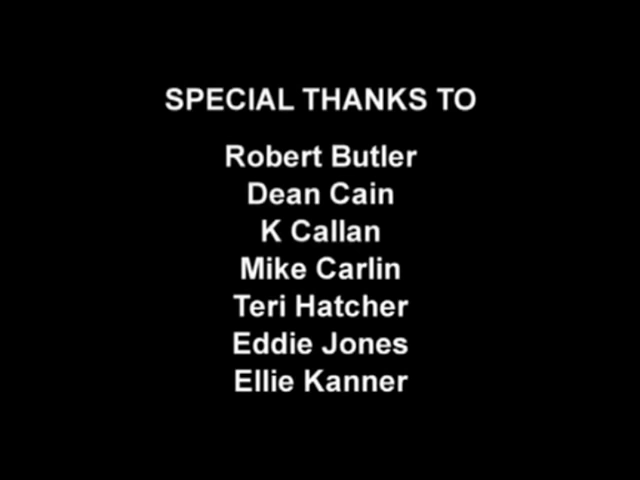 SPECIAL THANKS TO
Robert Butler
Dean Cain
K Callan
Mike Carlin
Teri Hatcher
Eddie Jones
Ellie Kanner